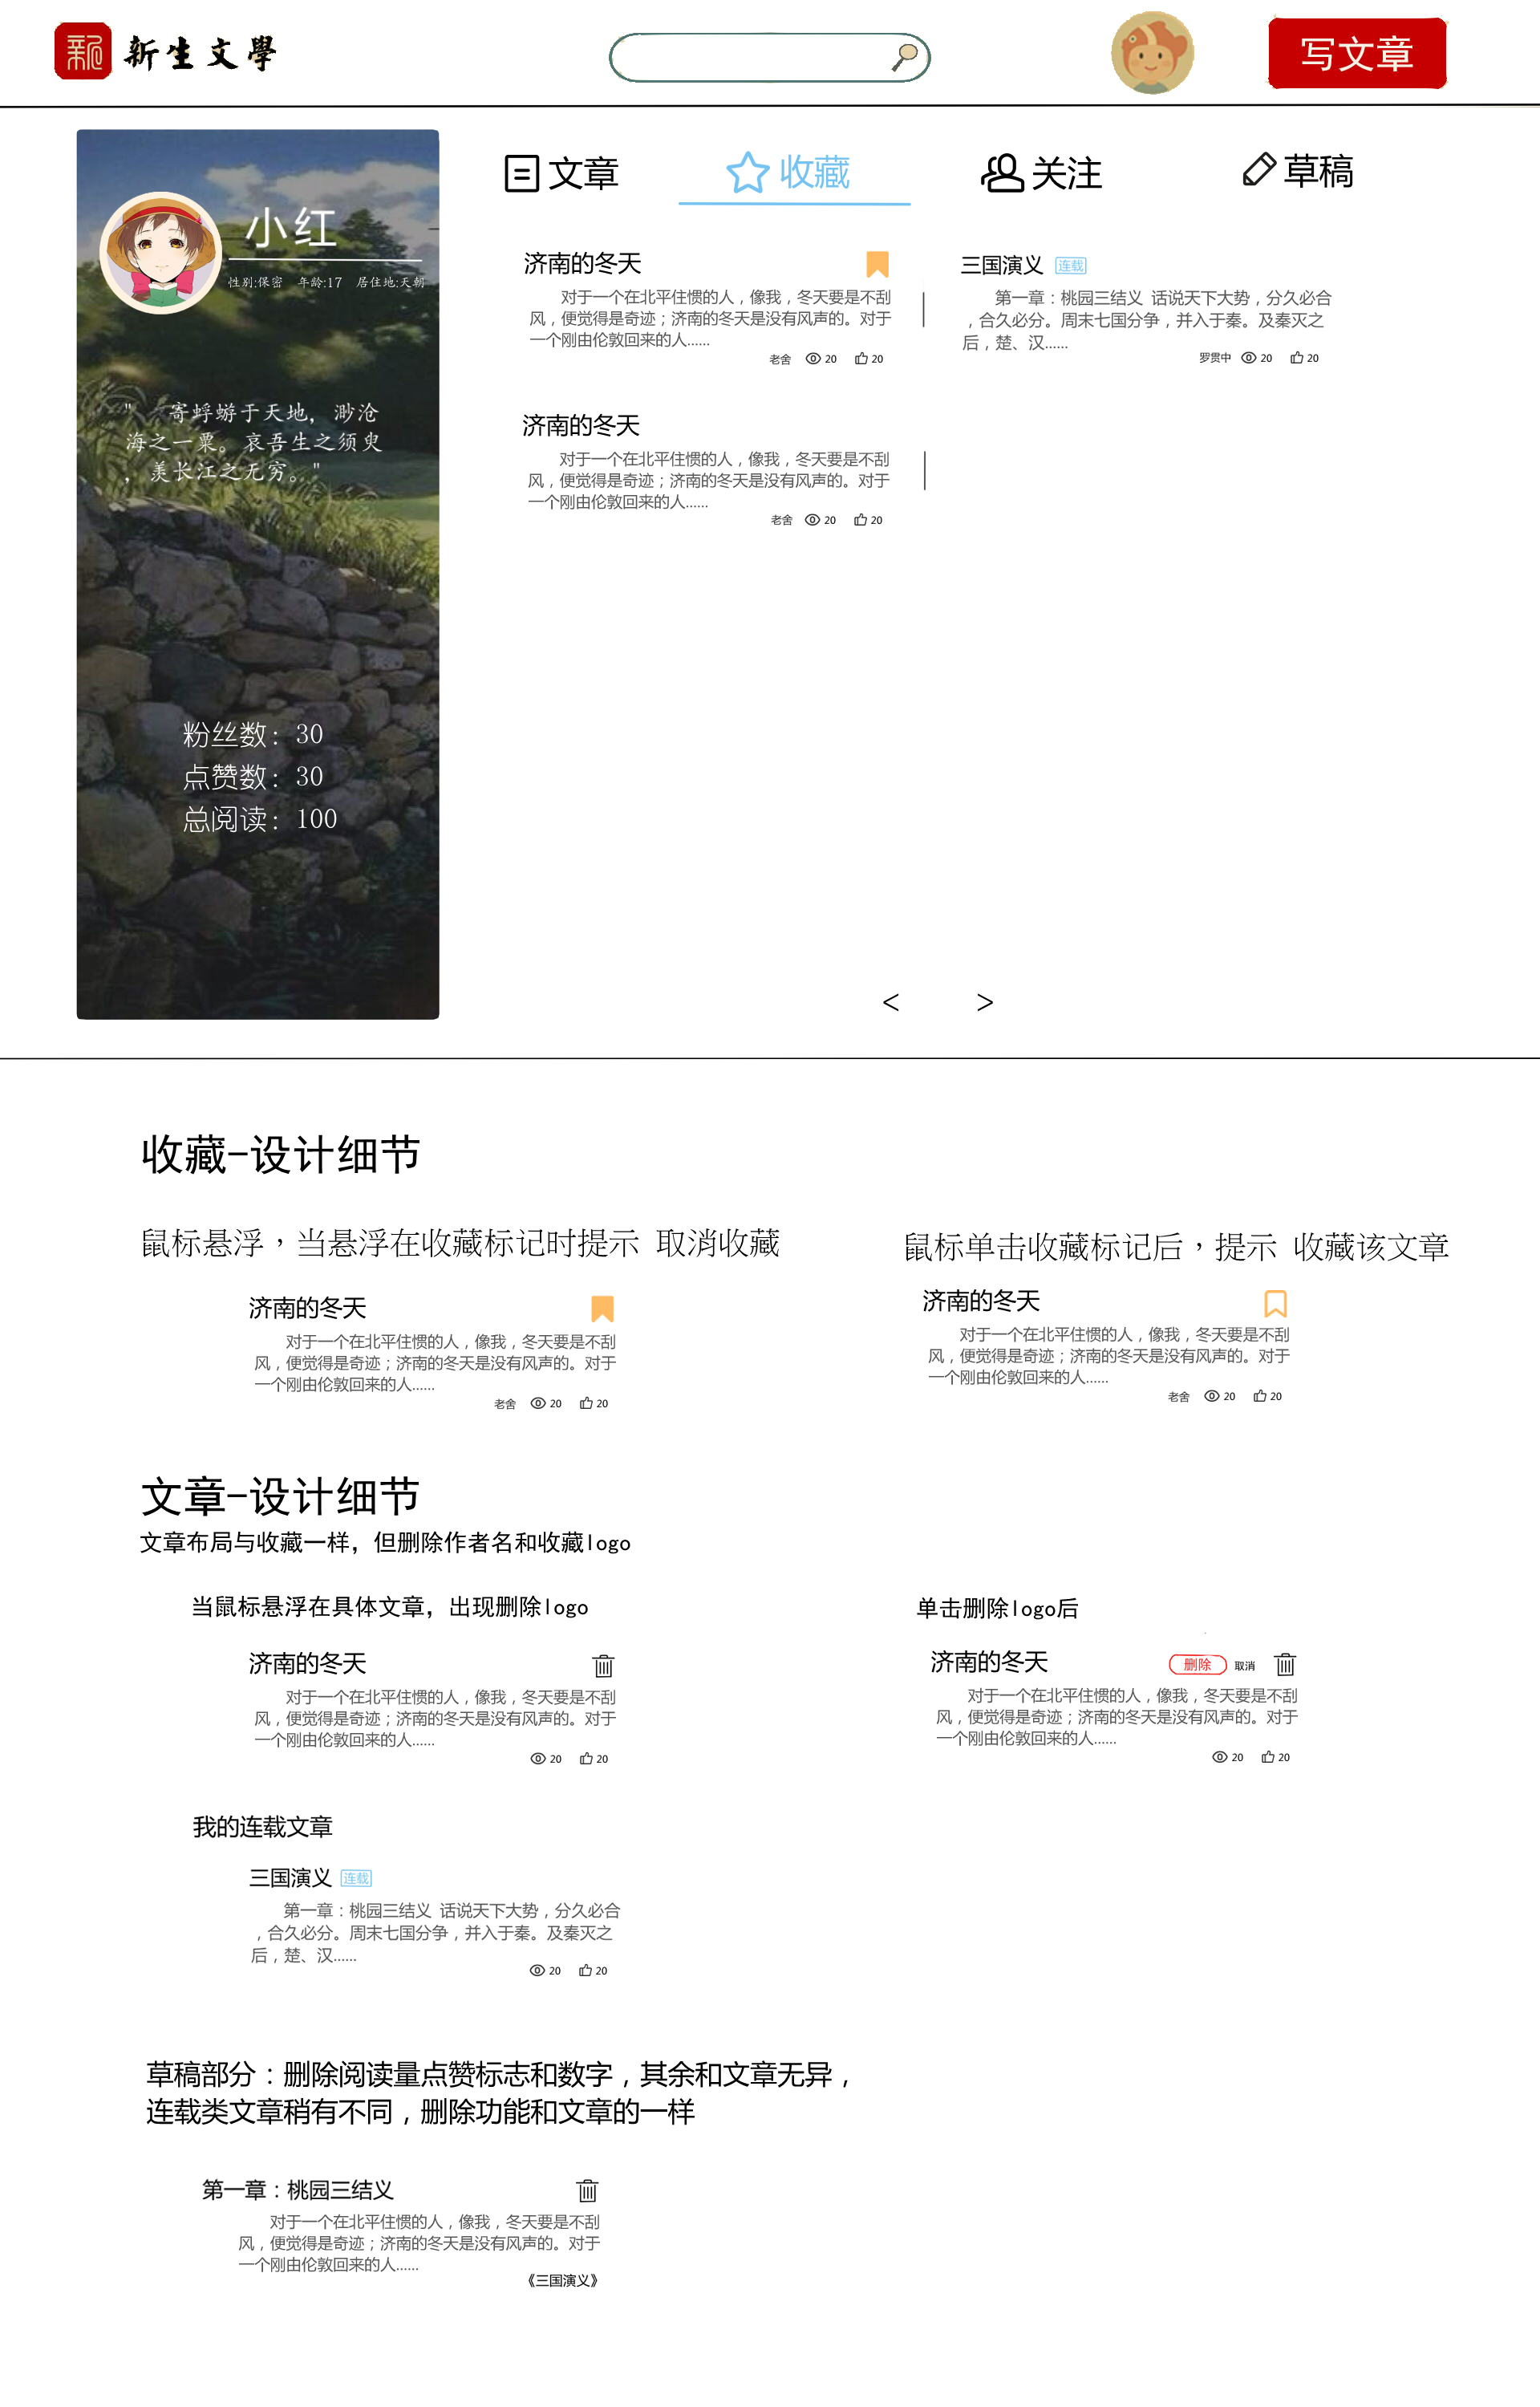 新生文學
写文章
文章
收藏
关注
草稿
小红
性别:保密 年龄:17 居住地:天朝
" 寄蜉蝣于天地，渺沧
海之一粟。哀吾生之须臾
，羡长江之无穷。"
粉丝数：30
点赞数：30
总阅读：100
济南的冬天
对于一个在北平住惯的人，像我，冬天要是不刮
风，便觉得是奇迹；济南的冬天是没有风声的。对于
一个刚由伦敦回来的人......
老舍 20 20
三国演义 连载
第一章：桃园三结义 话说天下大势，分久必合
，合久必分。周末七国分争，并入于秦。及秦灭之
后，楚、汉......
罗贯中 20 20
济南的冬天
对于一个在北平住惯的人，像我，冬天要是不刮
风，便觉得是奇迹；济南的冬天是没有风声的。对于
一个刚由伦敦回来的人......
老舍 20 20
< >
收藏-设计细节
鼠标悬浮，当悬浮在收藏标记时提示 取消收藏
济南的冬天
对于一个在北平住惯的人，像我，冬天要是不刮
风，便觉得是奇迹；济南的冬天是没有风声的。对于
一个刚由伦敦回来的人......
老舍 20 20
鼠标单击收藏标记后，提示 收藏该文章
济南的冬天
对于一个在北平住惯的人，像我，冬天要是不刮
风，便觉得是奇迹；济南的冬天是没有风声的。对于
一个刚由伦敦回来的人......
老舍 20 20
文章-设计细节
文章布局与收藏一样，但删除作者名和收藏logo
当鼠标悬浮在具体文章，出现删除logo
济南的冬天
对于一个在北平住惯的人，像我，冬天要是不刮
风，便觉得是奇迹；济南的冬天是没有风声的。对于
一个刚由伦敦回来的人......
20 20
单击删除logo后
济南的冬天 删除 取消
对于一个在北平住惯的人，像我，冬天要是不刮
风，便觉得是奇迹；济南的冬天是没有风声的。对于
一个刚由伦敦回来的人......
20 20
我的连载文章
三国演义 连载
第一章：桃园三结义 话说天下大势，分久必合
，合久必分。周末七国分争，并入于秦。及秦灭之
后，楚、汉......
20 20
草稿部分：删除阅读量点赞标志和数字，其余和文章无异，
连载类文章稍有不同，删除功能和文章的一样
第一章：桃园三结义
对于一个在北平住惯的人，像我，冬天要是不刮
风，便觉得是奇迹；济南的冬天是没有风声的。对于
一个刚由伦敦回来的人......
《三国演义》